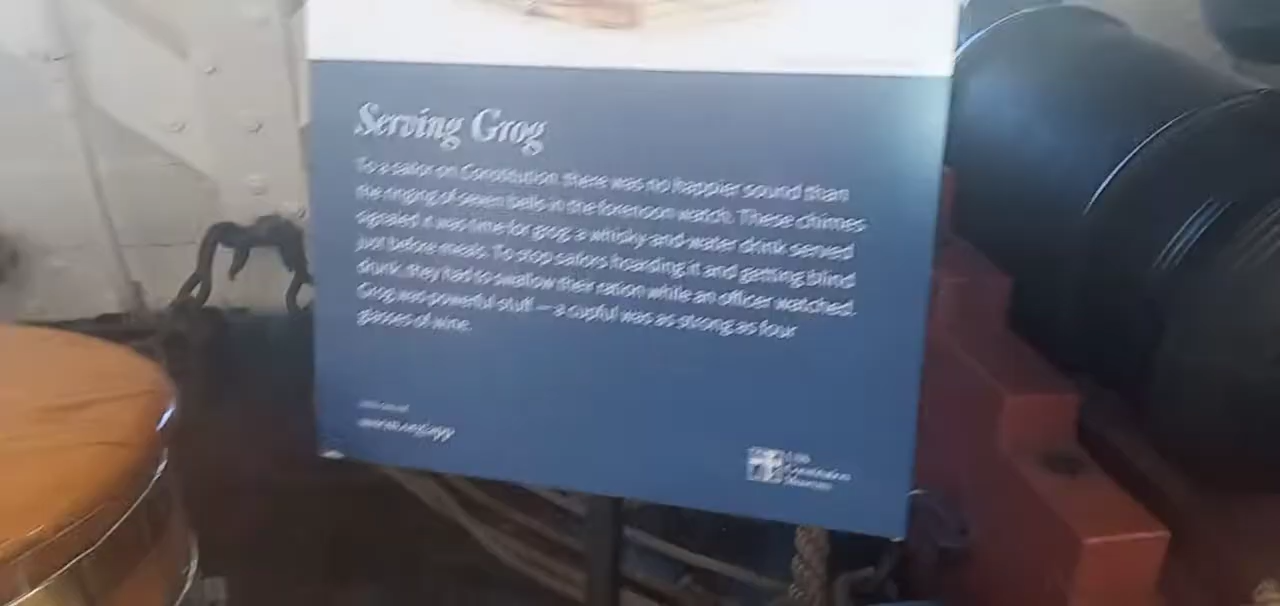 Serving Grog
To a sailor on Constitution there was no happier sound than
the ringing of seven bells in the forenoon watch. These chimes
signaled it was time for grog, a whisky-and-water drink served
just before meals. To stop sailors hoarding it and getting blind
drunk, they had to swallow their ration while an officer watched.
Grog was powerful stuff — a cupful was as strong as four
glasses of wine.
USS
Constitution
Museum